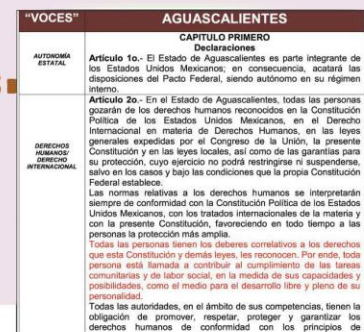 "VOCES" AGUASCALIENTES
CAPITULO PRIMERO
Declaraciones
AUTONOMÍA
ESTATAL
Artículo 1o.- El Estado de Aguascalientes es parte integrante de
los Estados Unidos Mexicanos; en consecuencia, acatará las
disposiciones del Pacto Federal, siendo autónomo en su régimen
interno.
DERECHOS
HUMANOS/
DERECHO
INTERNACIONAL
Artículo 2o.- En el Estado de Aguascalientes, todas las personas
gozarán de los derechos humanos reconocidos en la Constitución
Política de los Estados Unidos Mexicanos, en el Derecho
Internacional en materia de Derechos Humanos, en las leyes
generales expedidas por el Congreso de la Unión, la presente
Constitución y en las leyes locales, así como de las garantías para
su protección, cuyo ejercicio no podrá restringirse ni suspenderse,
salvo en los casos y bajo las condiciones que la propia Constitución
Federal establece.
Las normas relativas a los derechos humanos se interpretarán
siempre de conformidad con la Constitución Política de los Estados
Unidos Mexicanos, con los tratados internacionales de la materia y
con la presente Constitución, favoreciendo en todo tiempo a las
personas la protección más amplia.
Todas las personas tienen los deberes correlativos a los derechos
que esta Constitución y demás leyes, les reconocen. Por ende, toda
persona está llamada a contribuir al cumplimiento de las tareas
comunitarias y de labor social, en la medida de sus capacidades y
posibilidades, como el medio para el desarrollo libre y pleno de su
personalidad.
Todas las autoridades, en el ámbito de sus competencias, tienen la
obligación de promover, respetar, proteger y garantizar los
derechos humanos de conformidad con los principios de